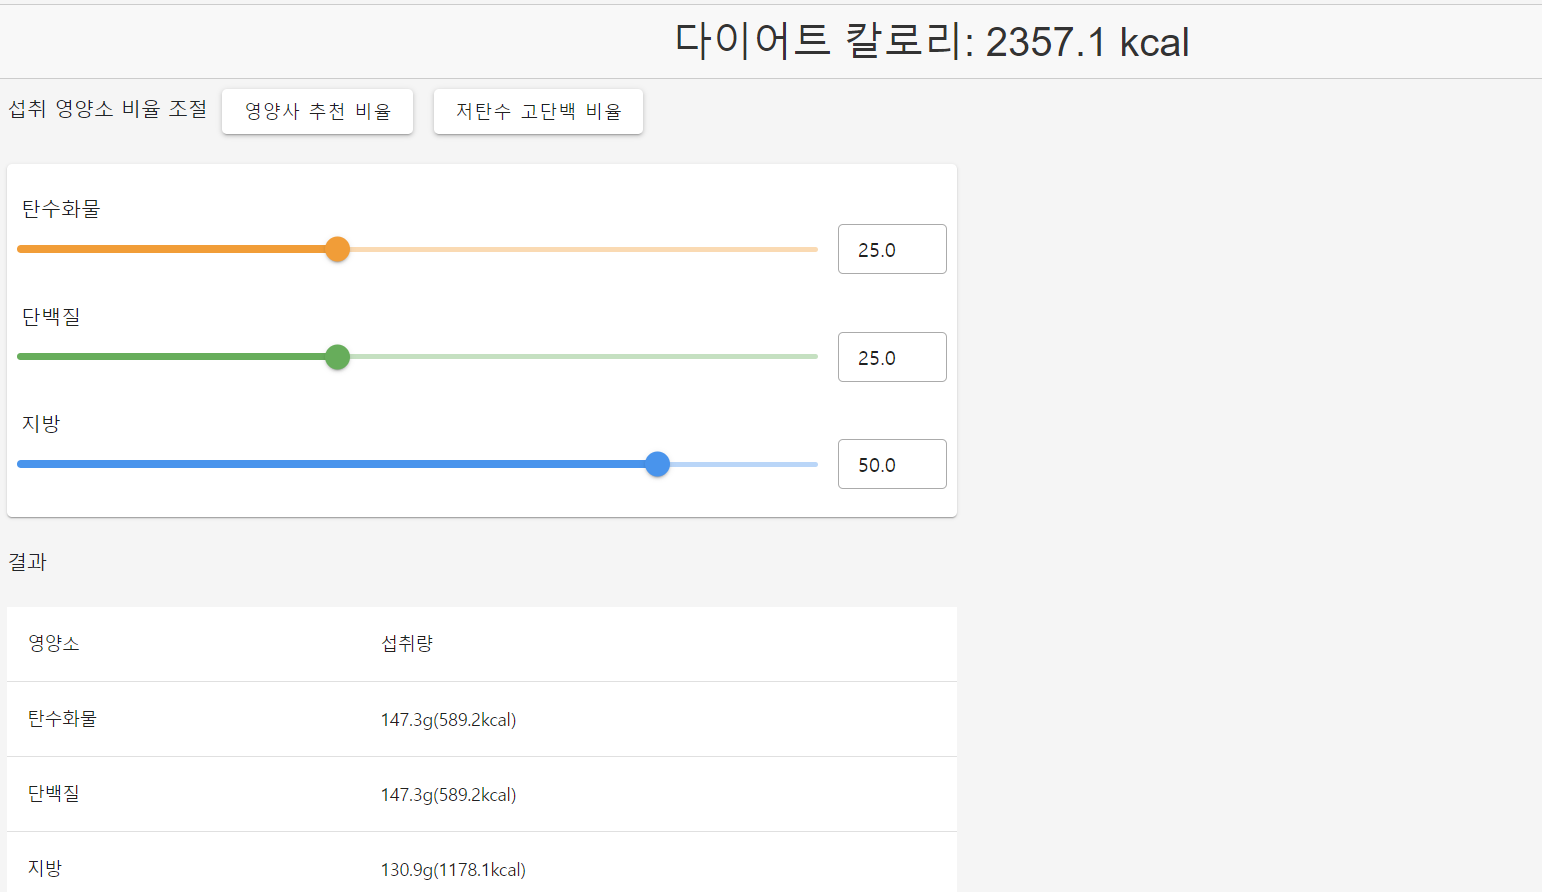 다이어트 칼로리: 2357.1 kcal
섭취 영양소 비율 조절 영양사 추천 비율 저탄수 고단백 비율
탄수화물
25.0
단백질
25.0
지방
50.0
결과
영양소 섭취량
탄수화물 147.3g(589.2kcal)
단백질 147.3g(589.2kcal)
지방 130.9g(1178.1kcal)